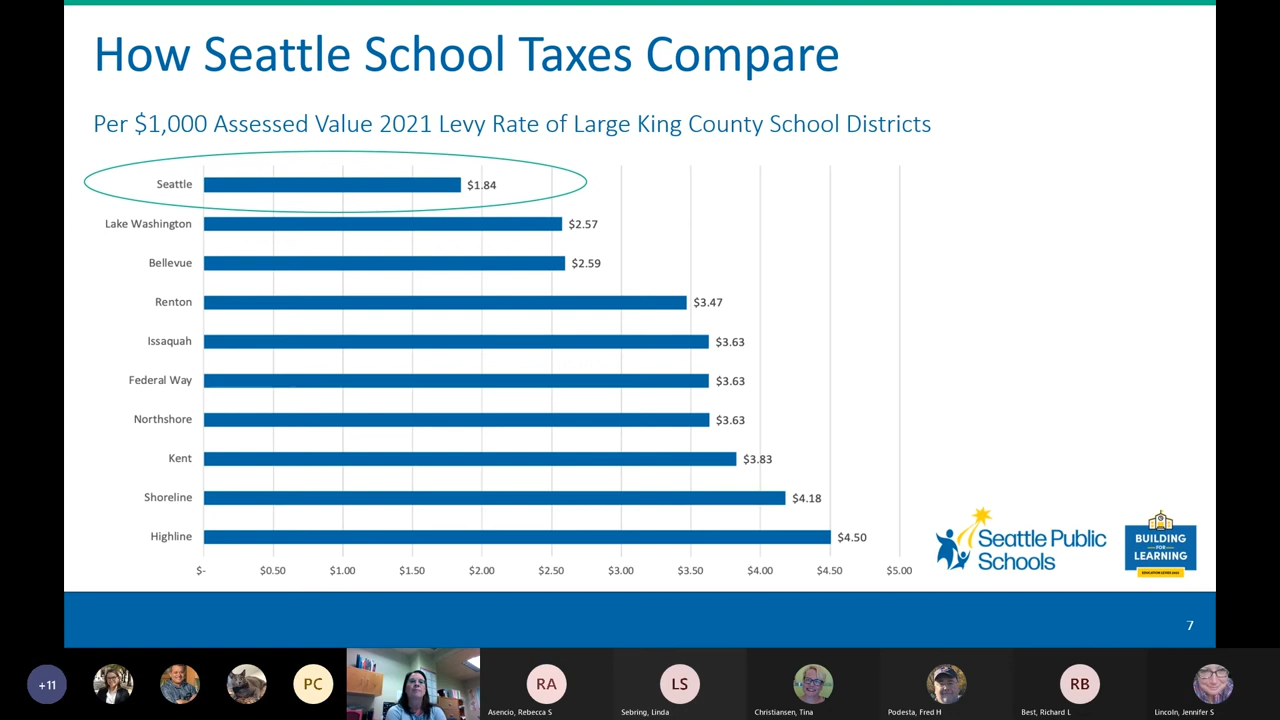 How Seattle School Taxes Compare
Per $1,000 Assessed Value 2021 Levy Rate of Large King County School Districts
Seattle $1.84
Lake Washington $2.57
Bellevue $2.59
Renton $3.47
Issaquah $3.63
Federal Way $3.63
Northshore $3.63
Kent $3.83
Shoreline $4.18
Highline $4.50
$- $0.50 $1.00 $1.50 $2.00 $2.50 $3.00 $3.50 $4.00 $4.50 $5.00
Seattle Public
Schools
BUILDING
FOR
LEARNING
EDUCATION LEVIES 2022
7
+11
PC
RA
LS
RB
Asencio, Rebecca S
Sebring, Linda
Christiansen, Tina
Podesta, Fred H
Best, Richard L
Lincoln, Jennifer S